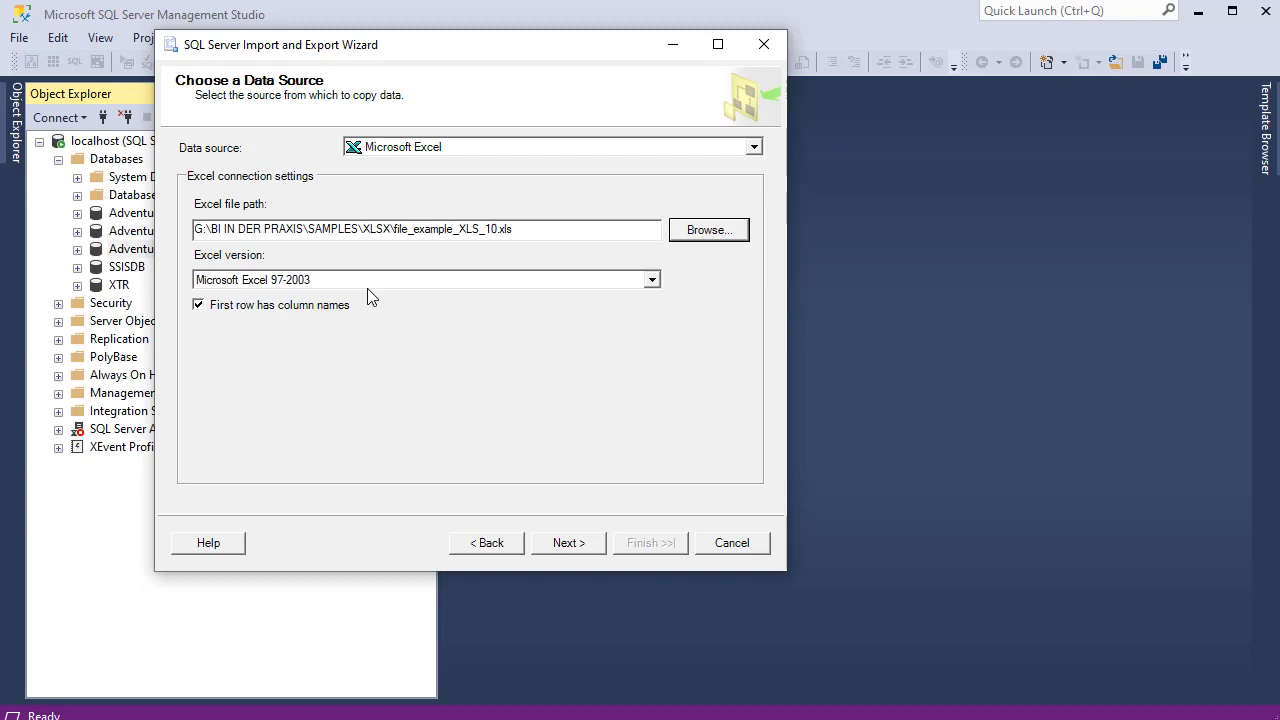 Microsoft SQL Server Management Studio
Quick Launch (Ctrl+Q)
File Edit View Proj
SQL Server Import and Export Wizard
Choose a Data Source
Select the source from which to copy data.
Object Explorer
Object Explorer
Connect
Template Browser
localhost (SQL S
Databases
System D
Database
Adventu
Adventu
Adventu
SSISDB
XTR
Security
Server Objec
Replication
PolyBase
Always On H
Managemen
Integration S
SQL Server A
XEvent Profi
Data source:
Microsoft Excel
Excel connection settings
Excel file path:
G:\BI IN DER PRAXIS\SAMPLES\XLSX\file_example_XLS_10.xls
Browse...
Excel version:
Microsoft Excel 97-2003
First row has column names
Help
< Back
Next >
Finish >>|
Cancel
Ready